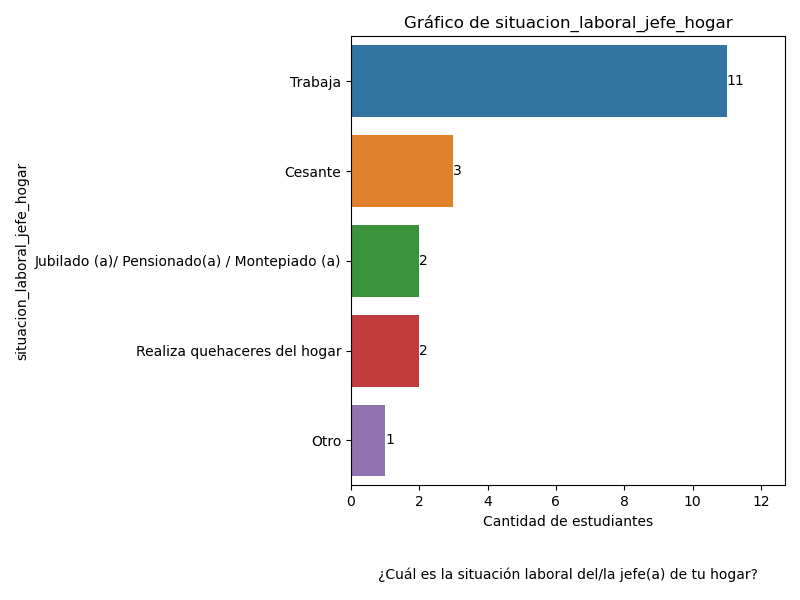 Gráfico de situacion_laboral_jefe_hogar
situacion_laboral_jefe_hogar
Trabaja
11
Cesante
3
Jubilado (a)/ Pensionado(a) / Montepiado (a)
2
Realiza quehaceres del hogar
2
Otro
1
0 2 4 6 8 10 12
Cantidad de estudiantes
¿Cuál es la situación laboral del/la jefe(a) de tu hogar?